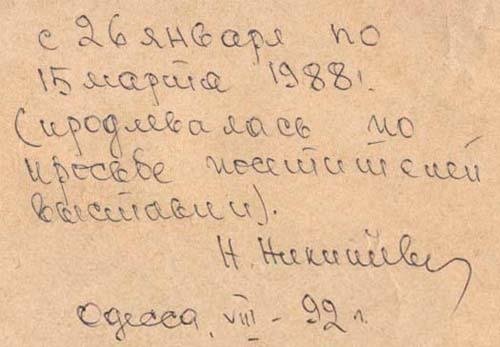 с 26 января по
15 марта 1988 г.
(продлевалась по
просьбе посетителей
выставки).
Н.
Одесса, VIII - 92 г.